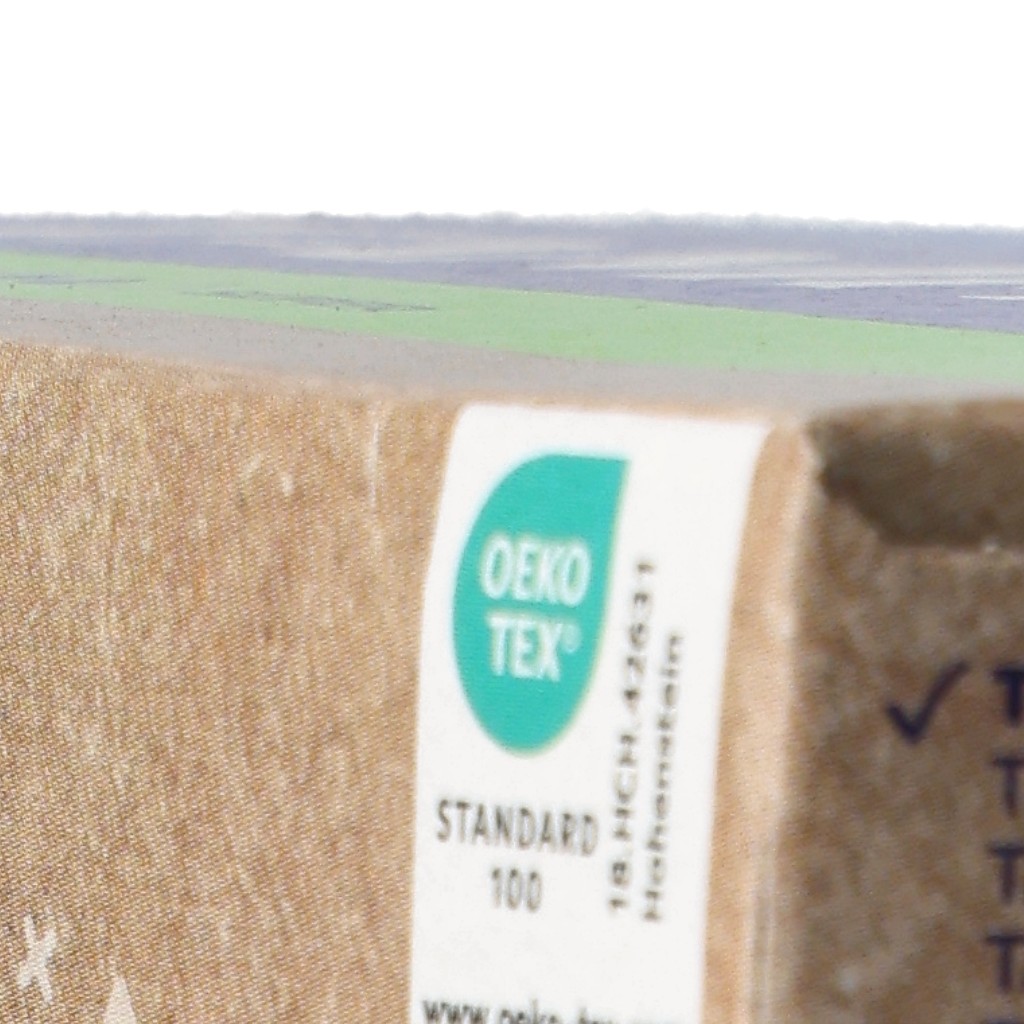 OEKO
TEX®
STANDARD
100
18.HCH.42631
Hohenstein